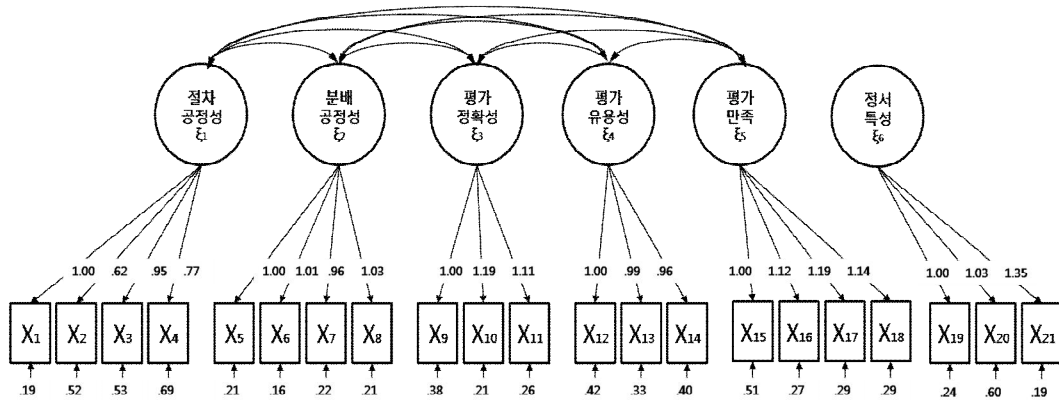 절차 공정성 ξ1
분배 공정성 ξ2
평가 정확성 ξ3
평가 유용성 ξ4
평가 만족 ξ5
정서 특성 ξ6
1.00 .62 .95 .77 1.00 1.01 .96 1.03 1.00 1.19 1.11 1.00 .99 .96 1.00 1.12 1.19 1.14 1.00 1.03 1.35
X1 X2 X3 X4 X5 X6 X7 X8 X9 X10 X11 X12 X13 X14 X15 X16 X17 X18 X19 X20 X21
.19 .52 .53 .69 .21 .16 .22 .21 .38 .21 .26 .42 .33 .40 .51 .27 .29 .29 .24 .60 .19